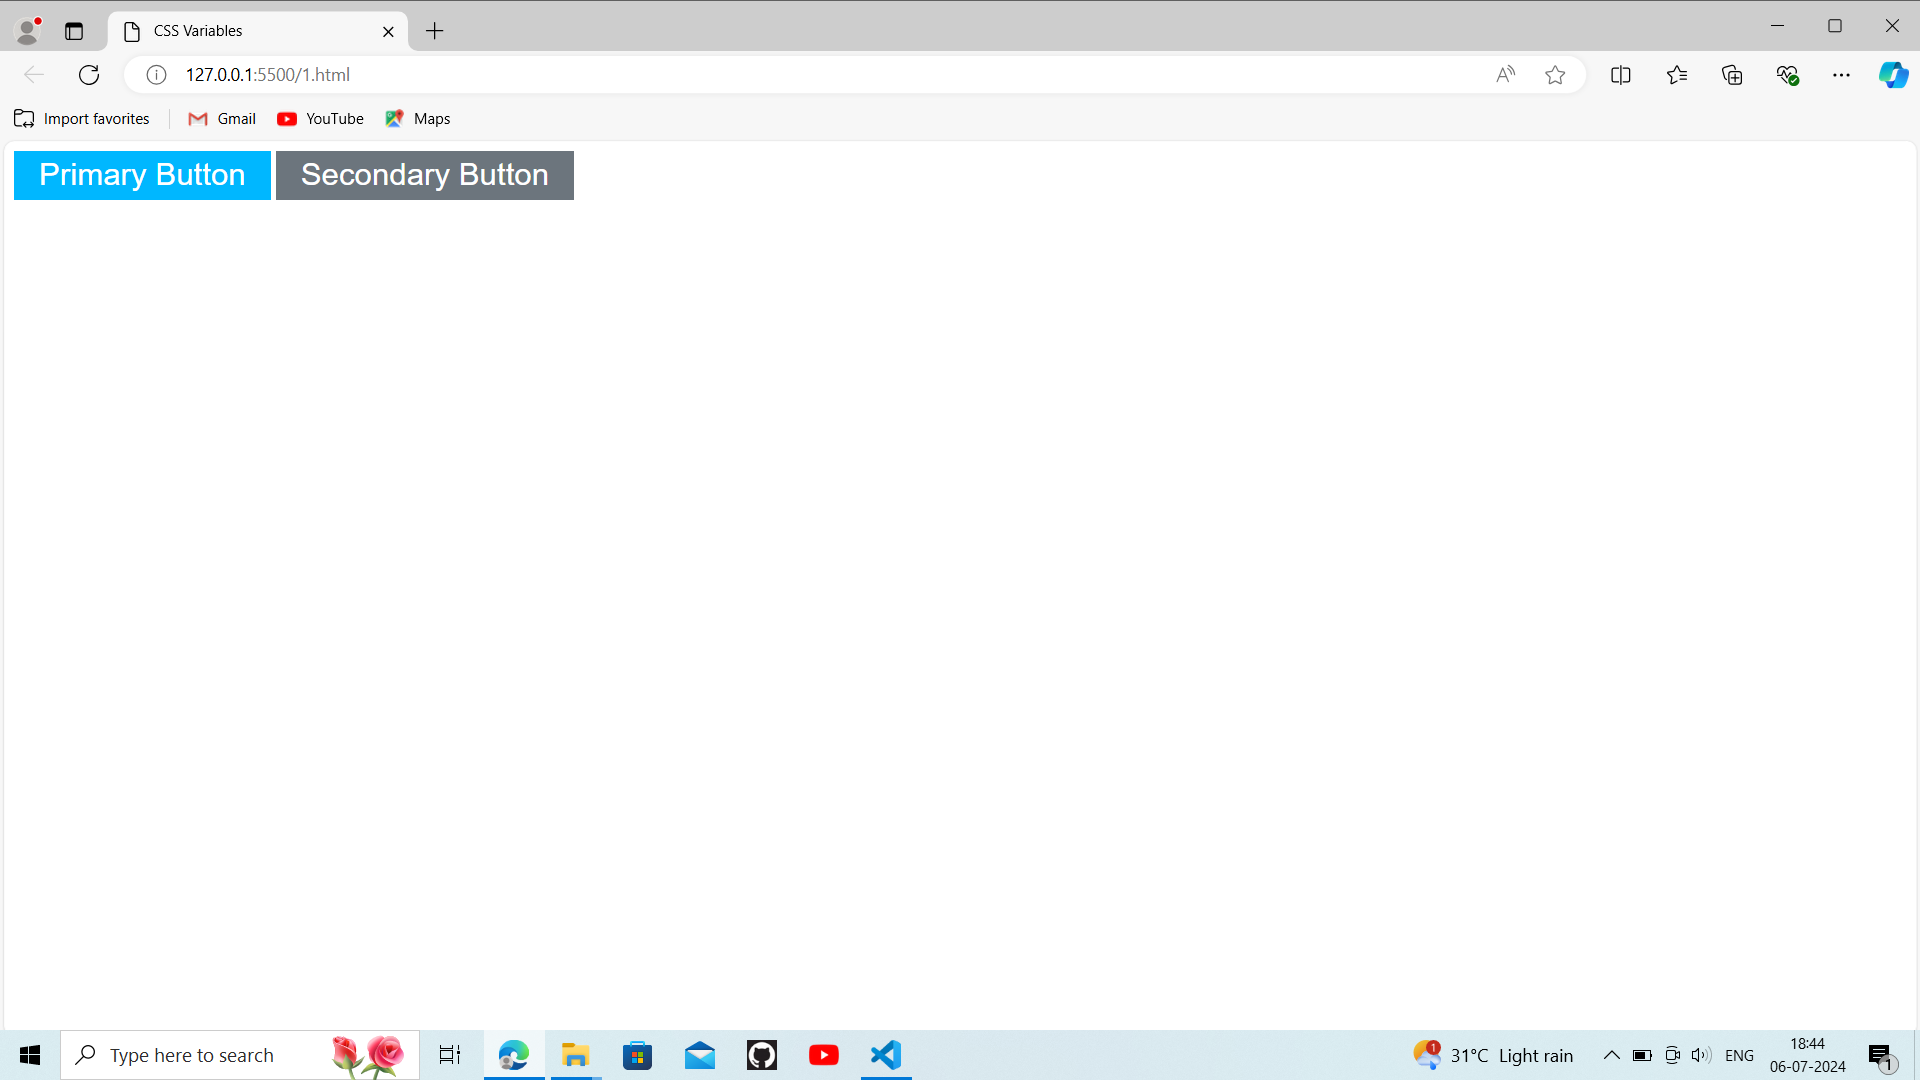 CSS Variables
127.0.0.1:5500/1.html
Import favorites Gmail YouTube Maps
Primary Button Secondary Button
Type here to search
1 31°C Light rain ENG
18:44
06-07-2024
1